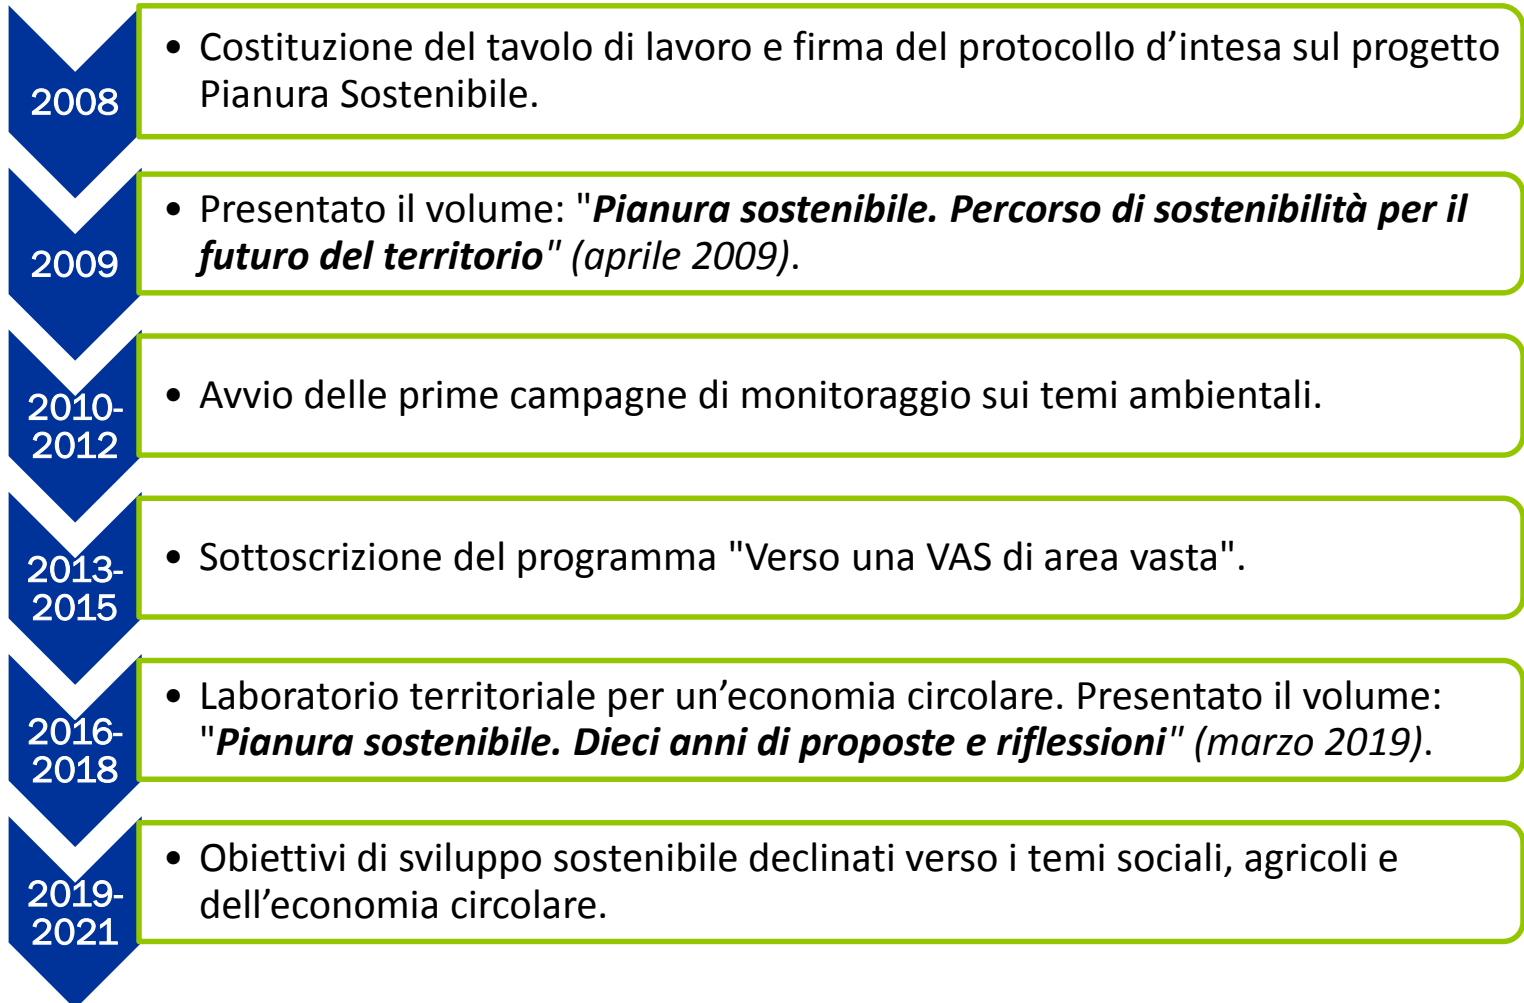 2008
• Costituzione del tavolo di lavoro e firma del protocollo d’intesa sul progetto
Pianura Sostenibile.
2009
• Presentato il volume: "Pianura sostenibile. Percorso di sostenibilità per il
futuro del territorio" (aprile 2009).
2010-
2012
• Avvio delle prime campagne di monitoraggio sui temi ambientali.
2013-
2015
• Sottoscrizione del programma "Verso una VAS di area vasta".
2016-
2018
• Laboratorio territoriale per un’economia circolare. Presentato il volume:
"Pianura sostenibile. Dieci anni di proposte e riflessioni" (marzo 2019).
2019-
2021
• Obiettivi di sviluppo sostenibile declinati verso i temi sociali, agricoli e
dell’economia circolare.